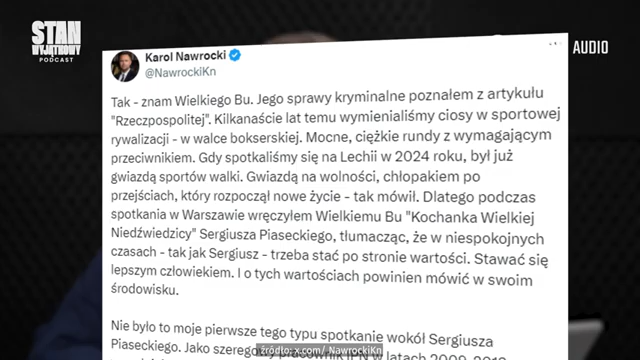 STAN
WYJĄTKOWY
PODCAST
AUDIO
Karol Nawrocki
@NawrockiKn
Tak - znam Wielkiego Bu. Jego sprawy kryminalne poznałem z artykułu
"Rzeczpospolitej". Kilkanaście lat temu wymienialiśmy ciosy w sportowej
rywalizacji - w walce bokserskiej. Mocne, ciężkie rundy z wymagającym
przeciwnikiem. Gdy spotkaliśmy się na Lechii w 2024 roku, był już
gwiazdą sportów walki. Gwiazdą na wolności, chłopakiem po
przejściach, który rozpoczął nowe życie - tak mówił. Dlatego podczas
spotkania w Warszawie wręczyłem Wielkiemu Bu "Kochanka Wielkiej
Niedźwiedzicy" Sergiusza Piaseckiego, tłumacząc, że w niespokojnych
czasach - tak jak Sergiusz - trzeba stać po stronie wartości. Stawać się
lepszym człowiekiem. I o tych wartościach powinien mówić w swoim
środowisku.
Nie było to moje pierwsze tego typu spotkanie wokół Sergiusza
Piaseckiego. Jako
źródło: x.com/ NawrockiKn